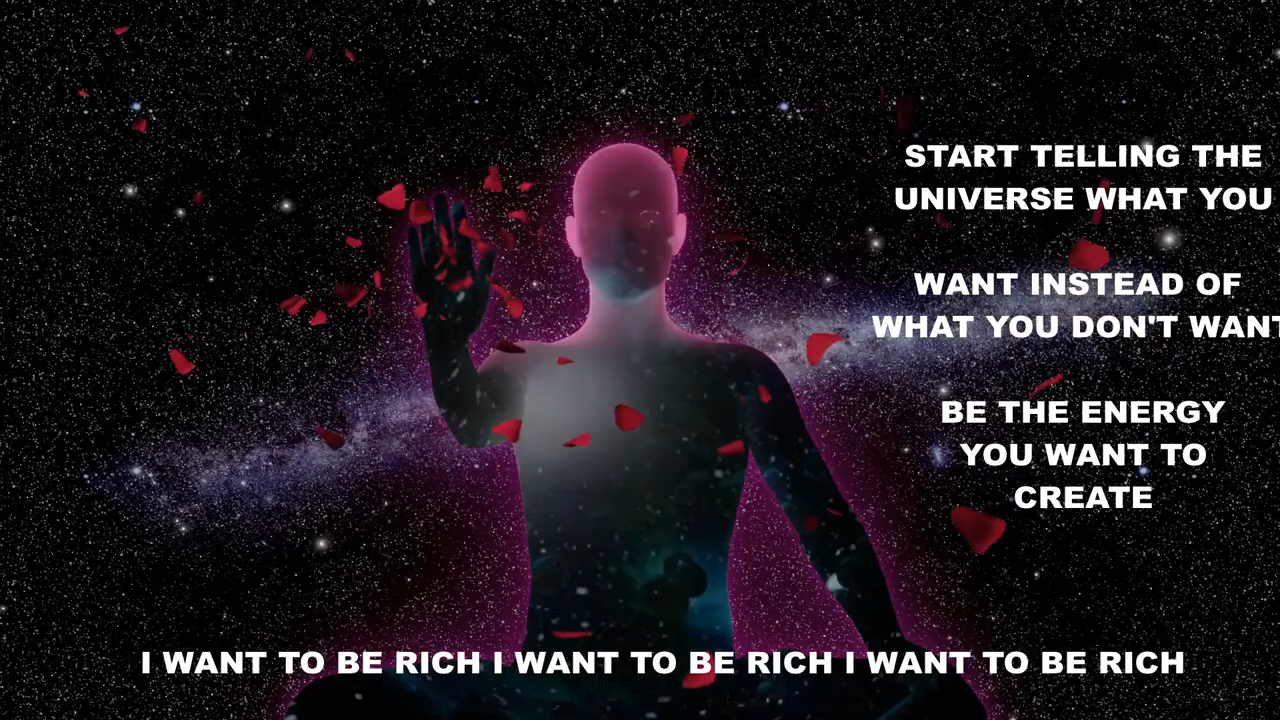 START TELLING THE
UNIVERSE WHAT YOU
WANT INSTEAD OF
WHAT YOU DON'T WANT
BE THE ENERGY
YOU WANT TO
CREATE
I WANT TO BE RICH I WANT TO BE RICH I WANT TO BE RICH